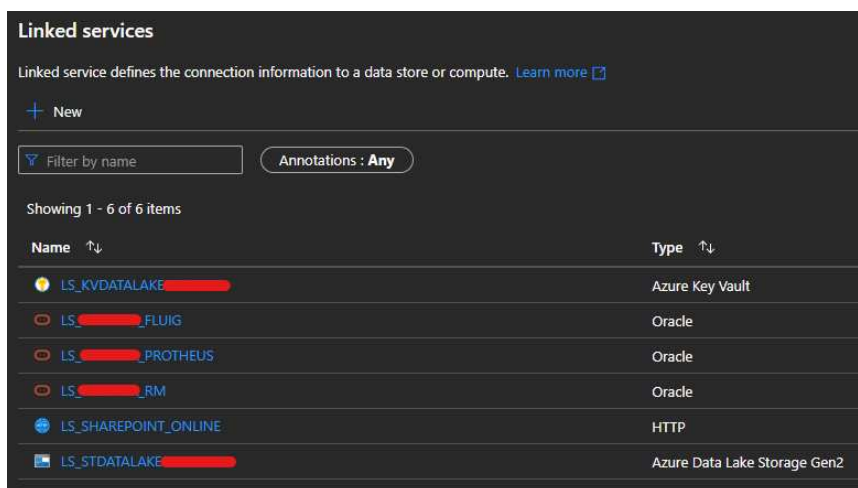 Linked services
Linked service defines the connection information to a data store or compute. Learn more
New
Filter by name
Annotations : Any
Showing 1 - 6 of 6 items
Name Type
LS_KVDATALAKE Azure Key Vault
LS_ _FLUIG Oracle
LS_ _PROTHEUS Oracle
LS_ _RM Oracle
LS_SHAREPOINT_ONLINE HTTP
LS_STDATALAKE Azure Data Lake Storage Gen2